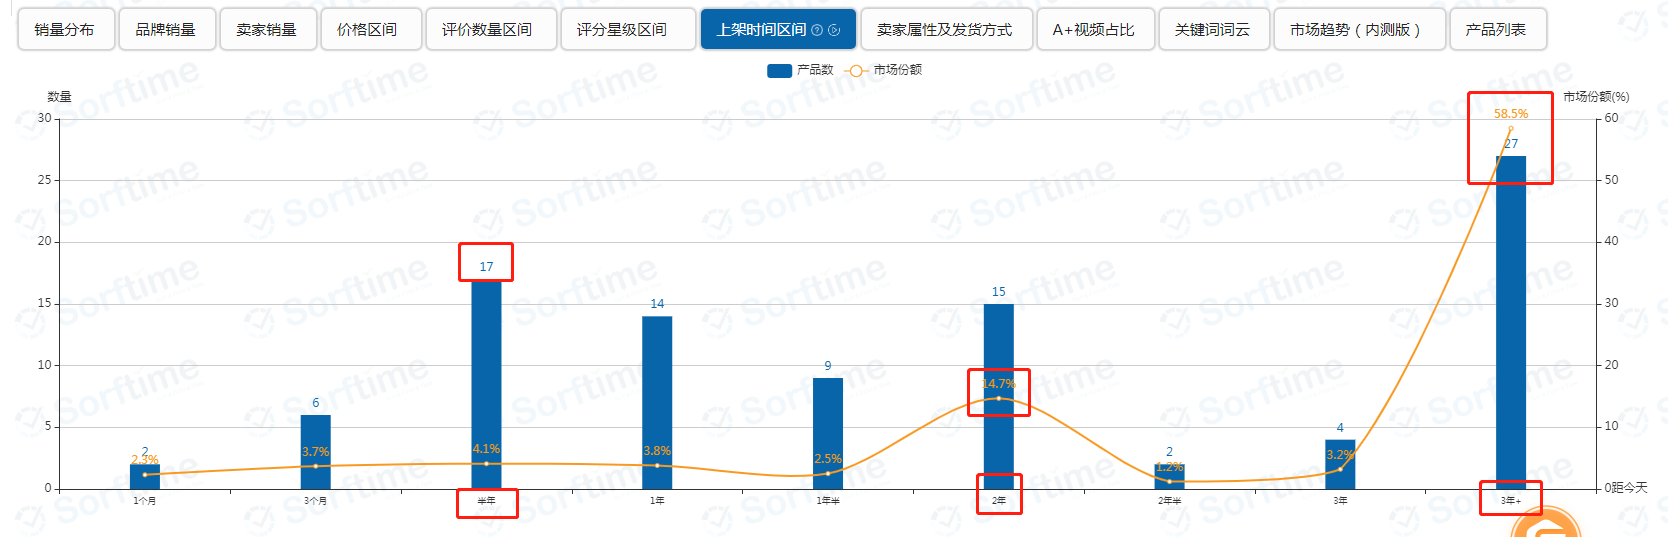 销量分布 品牌销量 卖家销量 价格区间 评价数量区间 评分星级区间 上架时间区间 卖家属性及发货方式 A+视频占比 关键词词云 市场趋势（内测版） 产品列表
产品数 市场份额
数量 市场份额(%)
58.5%
30 60
27
25 50
20 40
17
15 14 15 30
10 9 14.7% 20
6
5 2 2 4 10
2.3% 3.7% 4.1% 3.8% 2.5% 1.2% 3.2%
0 0 距今天
1个月 3个月 半年 1年 1年半 2年 2年半 3年 3年+
Sorftime